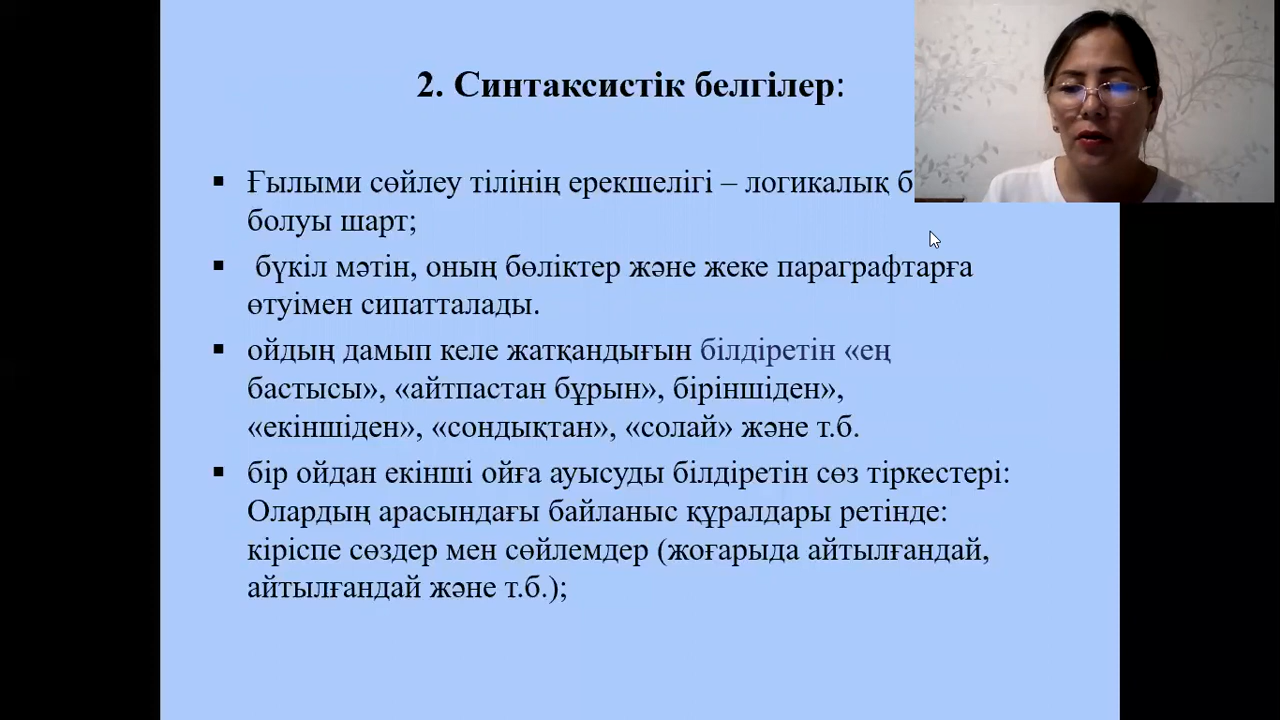 2. Синтаксистік белгілер:
▪ Ғылыми сөйлеу тілінің ерекшелігі – логикалық
болуы шарт;
▪ бүкіл мәтін, оның бөліктер және жеке параграфтарға
өтуімен сипатталады.
▪ ойдың дамып келе жатқандығын білдіретін «ең
бастысы», «айтпастан бұрын», біріншіден»,
«екіншіден», «сондықтан», «солай» және т.б.
▪ бір ойдан екінші ойға ауысуды білдіретін сөз тіркестері:
Олардың арасындағы байланыс құралдары ретінде:
кіріспе сөздер мен сөйлемдер (жоғарыда айтылғандай,
айтылғандай және т.б.);